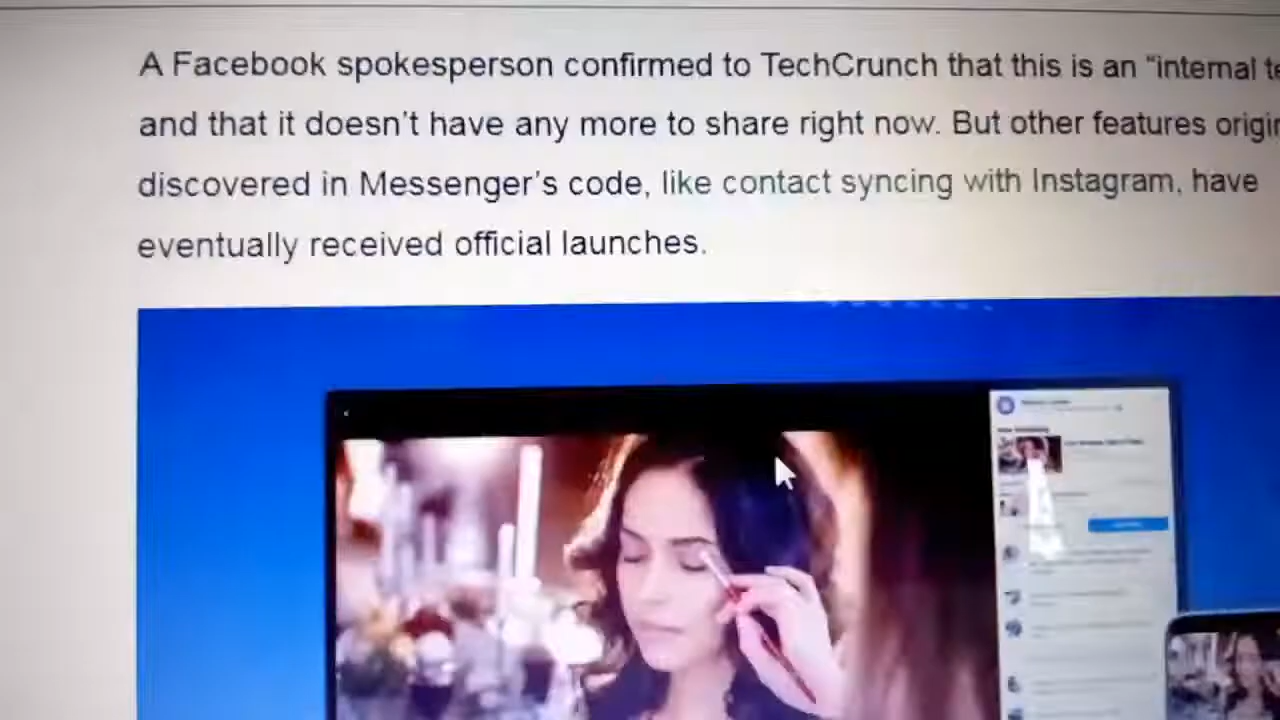 A Facebook spokesperson confirmed to TechCrunch that this is an “internal
and that it doesn’t have any more to share right now. But other features
discovered in Messenger’s code, like contact syncing with Instagram, have
eventually received official launches.